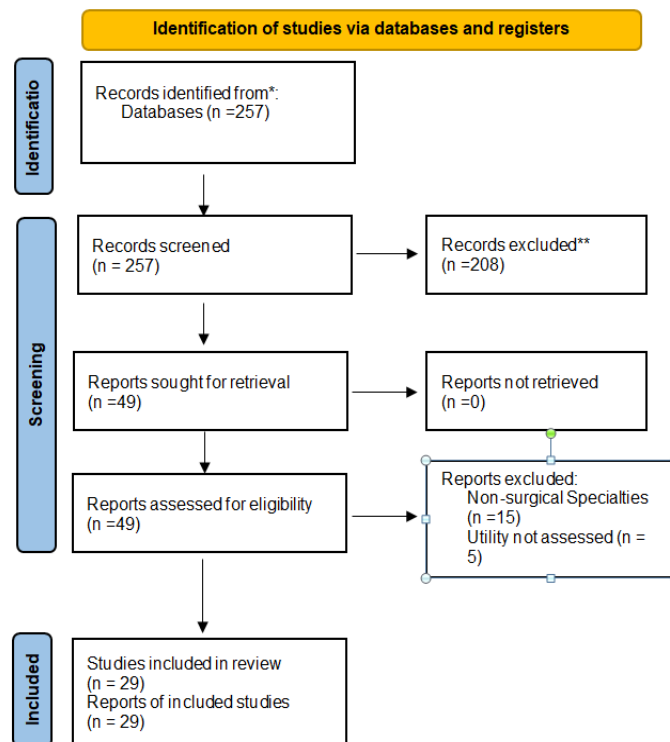 Identification of studies via databases and registers
Identificatio
Records identified from*:
Databases (n =257)
Screening
Records screened
(n = 257)
Records excluded**
(n =208)
Reports sought for retrieval
(n =49)
Reports not retrieved
(n =0)
Reports assessed for eligibility
(n =49)
Reports excluded:
Non-surgical Specialties
(n =15)
Utility not assessed (n =
5)
Included
Studies included in review
(n = 29)
Reports of included studies
(n = 29)